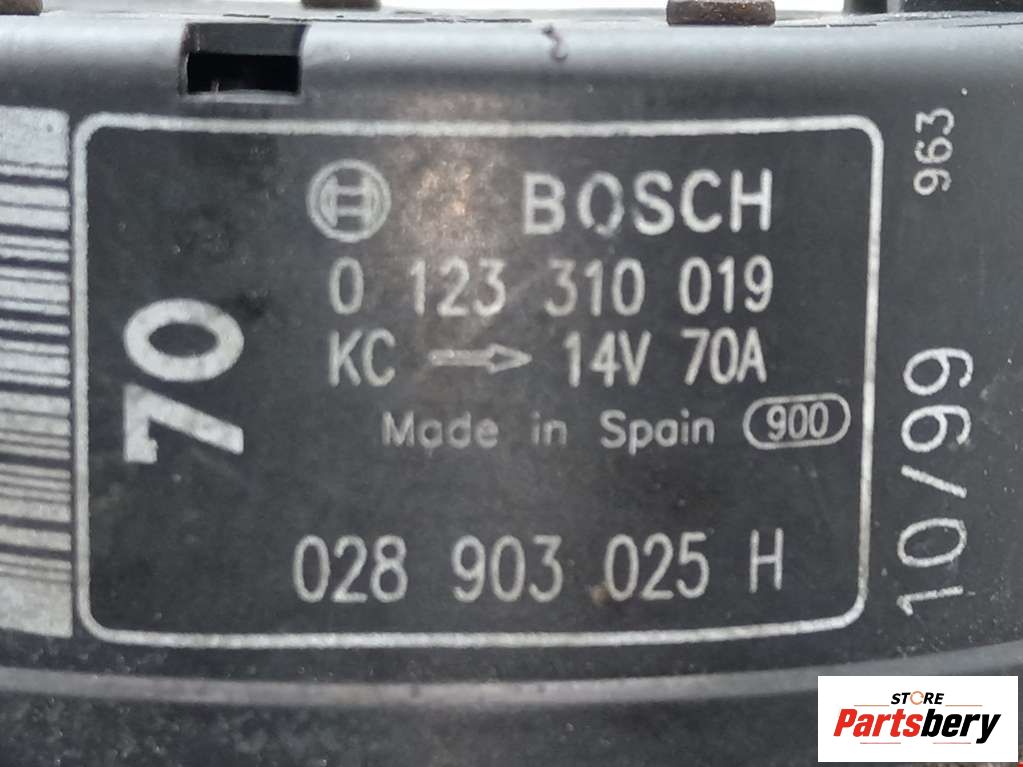 BOSCH
0 123 310 019
KC → 14V 70A
Made in Spain 900
028 903 025 H
70
963
10/99
STORE
Partsbery